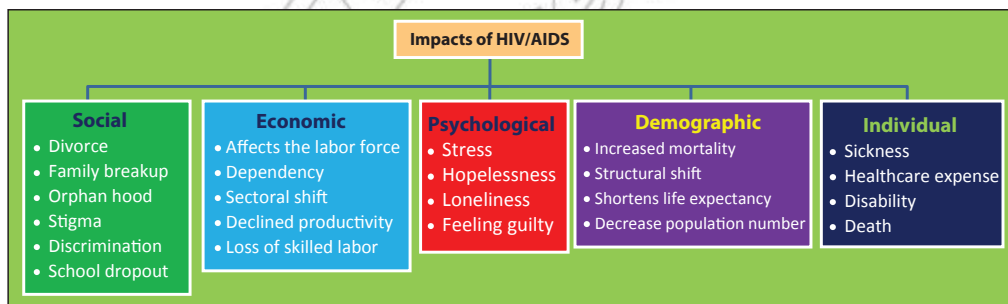 Impacts of HIV/AIDS
Social
• Divorce
• Family breakup
• Orphan hood
• Stigma
• Discrimination
• School dropout
Economic
• Affects the labor force
• Dependency
• Sectoral shift
• Declined productivity
• Loss of skilled labor
Psychological
• Stress
• Hopelessness
• Loneliness
• Feeling guilty
Demographic
• Increased mortality
• Structural shift
• Shortens life expectancy
• Decrease population number
Individual
• Sickness
• Healthcare expense
• Disability
• Death